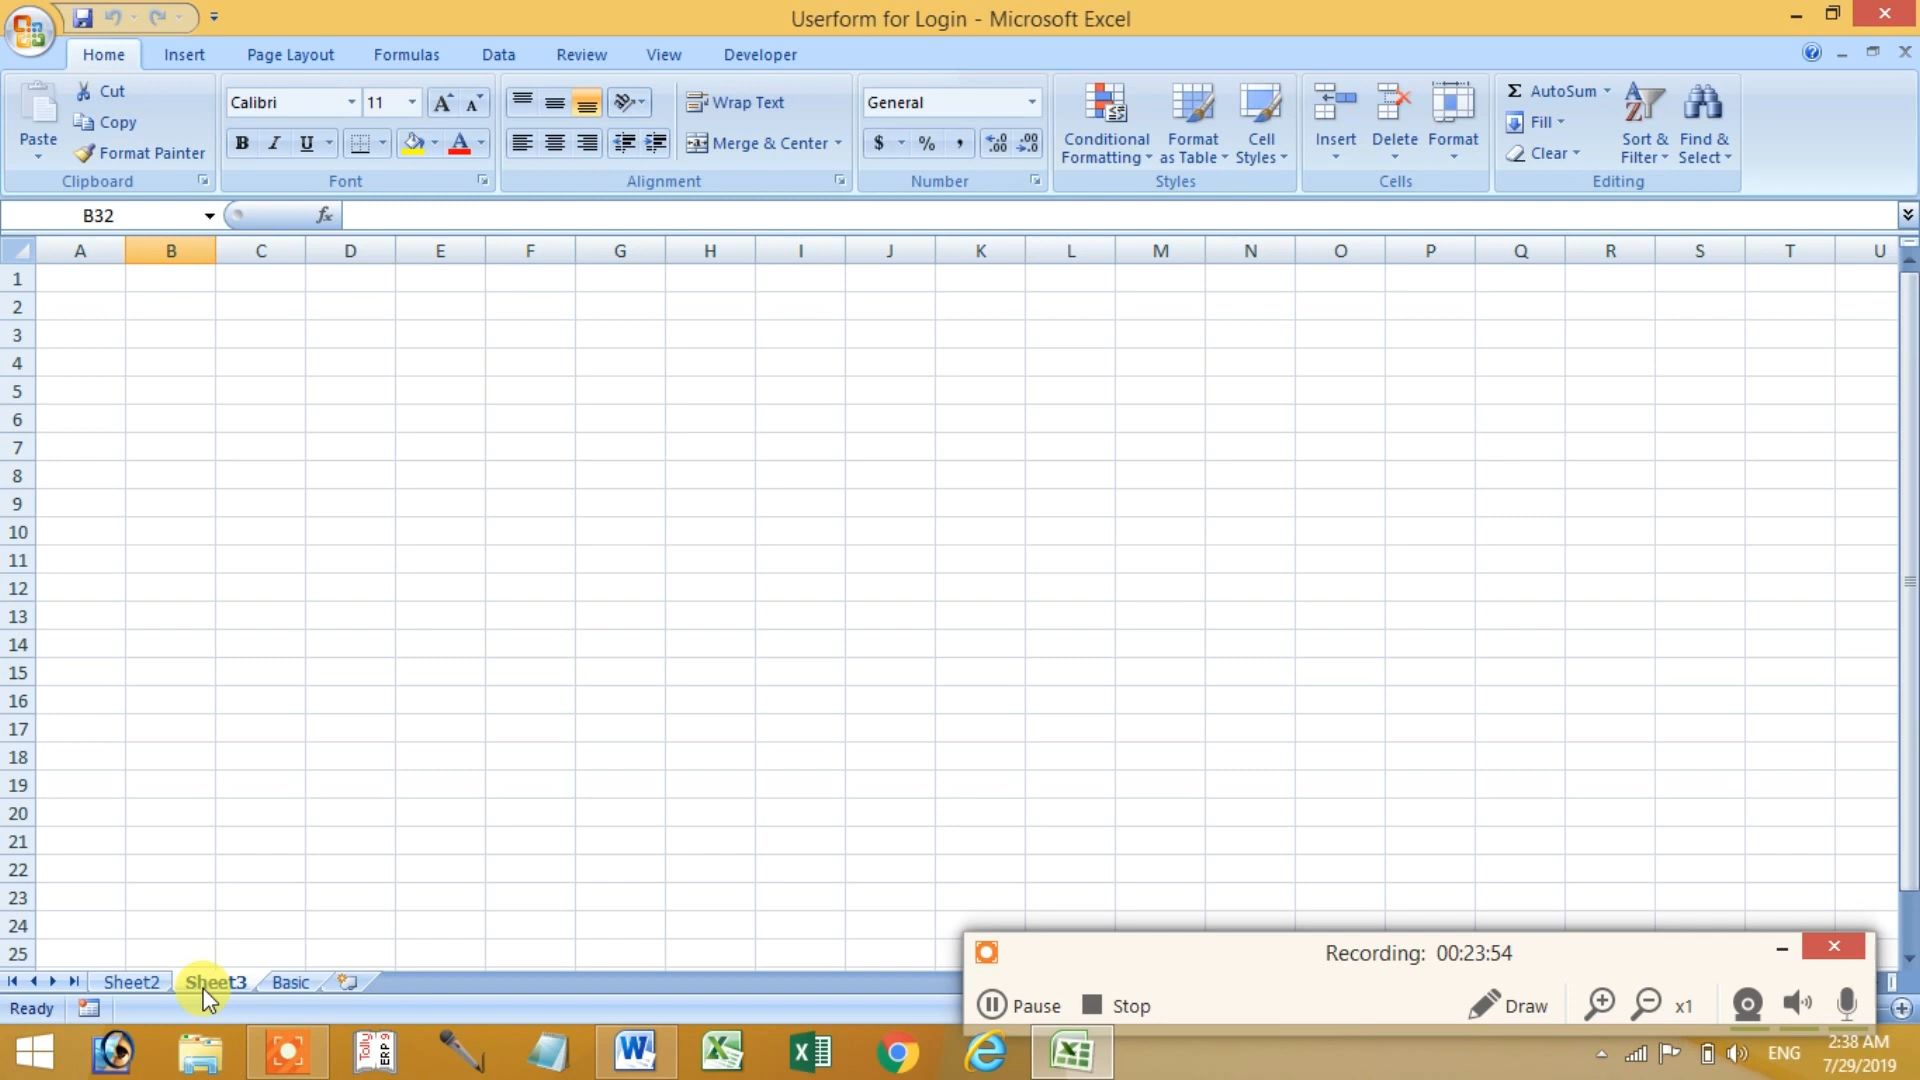 Userform for Login - Microsoft Excel
Home Insert Page Layout Formulas Data Review View Developer
Paste
Cut
Copy
Format Painter
Clipboard
Calibri 11
B I U
Font
Wrap Text
Merge & Center
Alignment
General
$ % ,
Number
Conditional Formatting
Format as Table
Cell Styles
Styles
Insert Delete Format
Cells
Σ AutoSum
Fill
Clear
Sort & Filter
Find & Select
Editing
B32 fx
A B C D E F G H I J K L M N O P Q R S T U
1
2
3
4
5
6
7
8
9
10
11
12
13
14
15
16
17
18
19
20
21
22
23
24
25
Sheet2 Sheet3 Basic
Ready
Recording: 00:23:54
Pause Stop Draw x1
Tally ERP 9
ENG
2:38 AM
7/29/2019